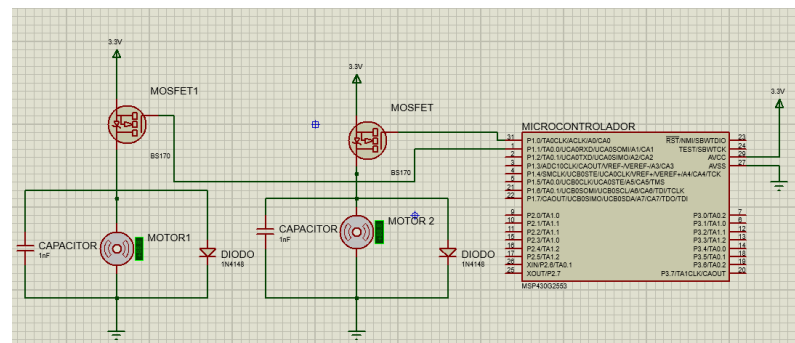 3.3V
MOSFET1
BS170
CAPACITOR
1nF
MOTOR1
DIODO
1N4148
3.3V
MOSFET
BS170
CAPACITOR
1nF
MOTOR 2
DIODO
1N4148
3.3V
MICROCONTROLADOR
31 P1.0/TA0CLK/ACLK/A0/CA0
1 P1.1/TA0.0/UCA0RXD/UCA0SOMI/A1/CA1
2 P1.2/TA0.1/UCA0TXD/UCA0SIMO/A2/CA2
3 P1.3/ADC10CLK/CAOUT/VREF-/VEREF-/A3/CA3
4 P1.4/SMCLK/UCB0STE/UCA0CLK/VREF+/VEREF+/A4/CA4/TCK
P1.5/TA0.0/UCB0CLK/UCA0STE/A5/CA5/TMS
21 P1.6/TA0.1/UCB0SOMI/UCB0SCL/A6/CA6/TDI/TCLK
22 P1.7/CAOUT/UCB0SIMO/UCB0SDA/A7/CA7/TDO/TDI
9 P2.0/TA1.0
10 P2.1/TA1.1
11 P2.2/TA1.1
15 P2.3/TA1.0
16 P2.4/TA1.2
17 P2.5/TA1.2
26 XIN/P2.6/TA0.1
25 XOUT/P2.7
RST/NMI/SBWTDIO 23
TEST/SBWTCK 24
AVCC 29
AVSS 27
P3.0/TA0.2 7
P3.1/TA1.0 6
P3.2/TA1.1 12
P3.3/TA1.2 13
P3.4/TA0.0 14
P3.5/TA0.1 18
P3.6/TA0.2 19
P3.7/TA1CLK/CAOUT 20
MSP430G2553